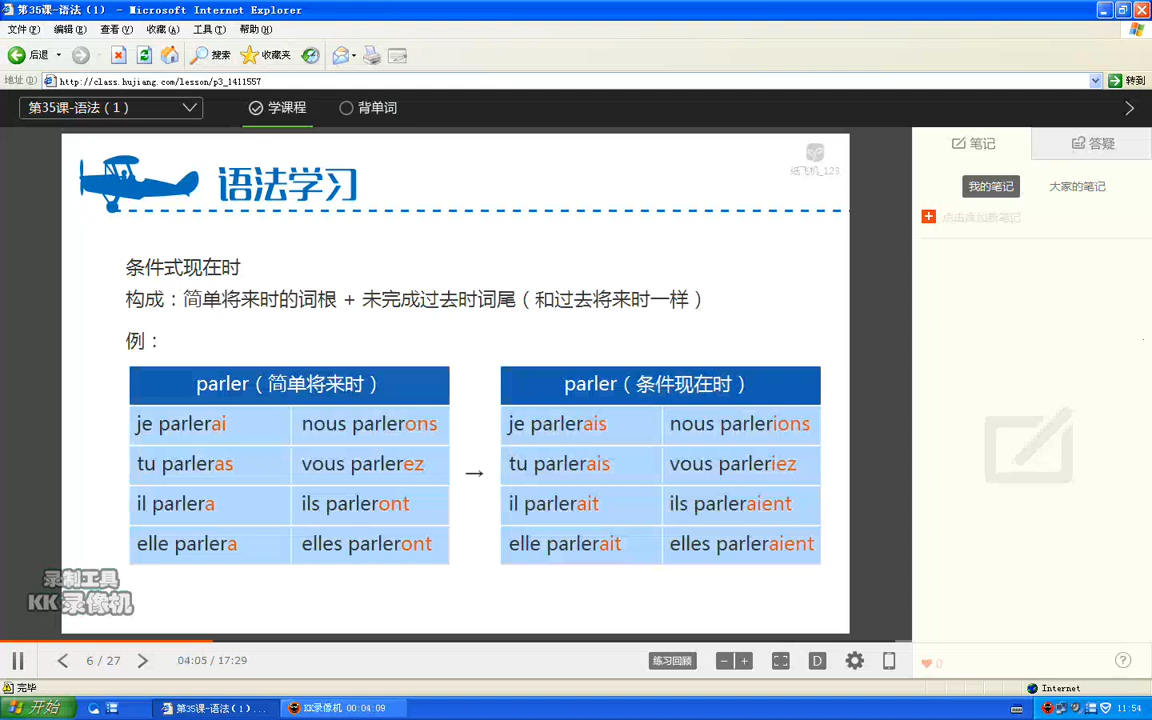 第35课-语法（1） - Microsoft Internet Explorer
文件(F) 编辑(E) 查看(V) 收藏(A) 工具(T) 帮助(H)
后退 搜索 收藏夹
地址(D) http://class.hujiang.com/lesson/p3_1411557 转到
第35课-语法（1） 学课程 背单词
笔记 答疑
我的笔记 大家的笔记
语法学习
纸飞机_123
条件式现在时
构成：简单将来时的词根 + 未完成过去时词尾（和过去将来时一样）
例：
parler（简单将来时） parler（条件现在时）
je parlerai nous parlerons je parlerais nous parlerions
tu parleras vous parlerez → tu parlerais vous parleriez
il parlera ils parleront il parlerait ils parleraient
elle parlera elles parleront elle parlerait elles parleraient
录制工具
KK录像机
6 / 27 04:05 / 17:29 练习回顾 D 0
完毕 Internet
开始 第35课-语法（1）... KK录像机 00:04:09 11:54